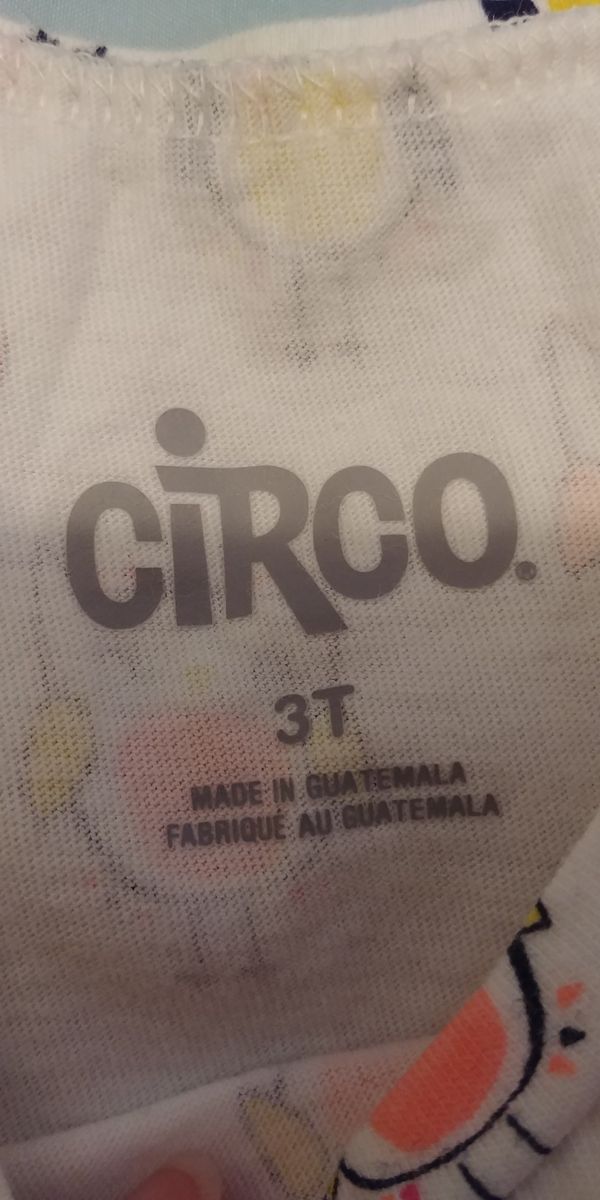 CiRCO.
3T
MADE IN GUATEMALA
FABRIQUÉ AU GUATEMALA